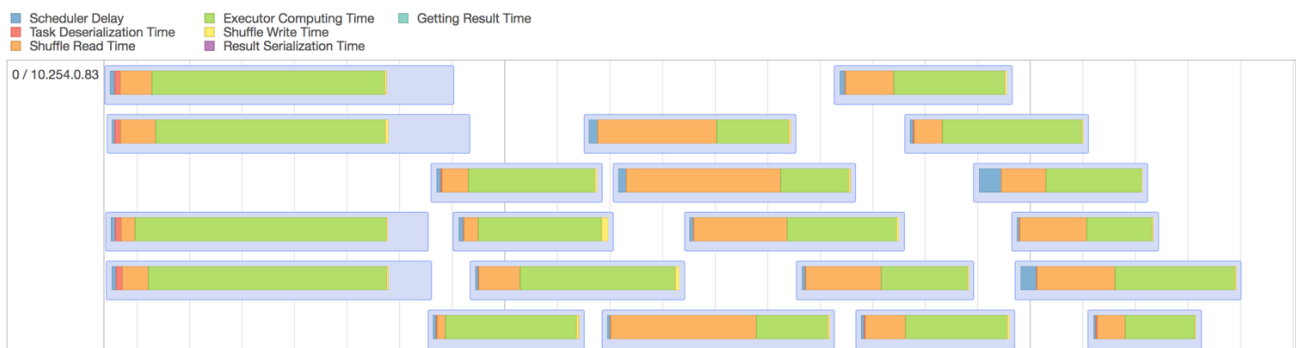 Scheduler Delay
Executor Computing Time
Getting Result Time
Task Deserialization Time
Shuffle Write Time
Shuffle Read Time
Result Serialization Time
0 / 10.254.0.83